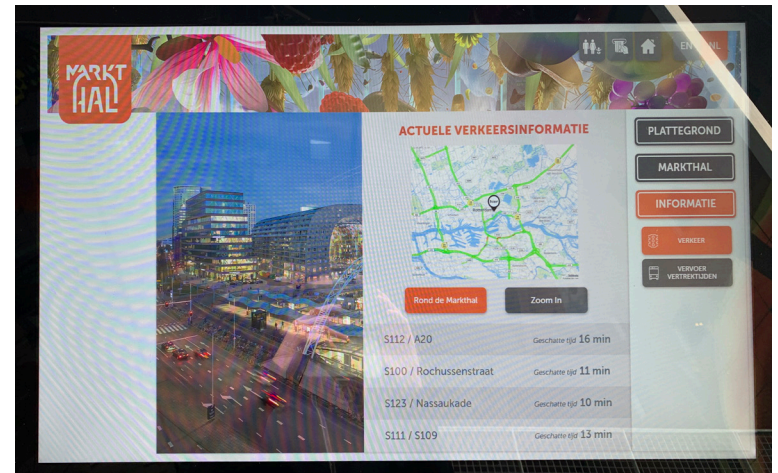 MARKT
HAL
EN
NL
ACTUELE VERKEERSINFORMATIE
PLATTEGROND
MARKTHAL
INFORMATIE
VERKEER
VERVOER
VERTREKTIJDEN
Rond de Markthal
Zoom In
S112 / A20
Geschatte tijd 16 min
S100 / Rochussenstraat
Geschatte tijd 11 min
S123 / Nassaukade
Geschatte tijd 10 min
S111 / S109
Geschatte tijd 13 min